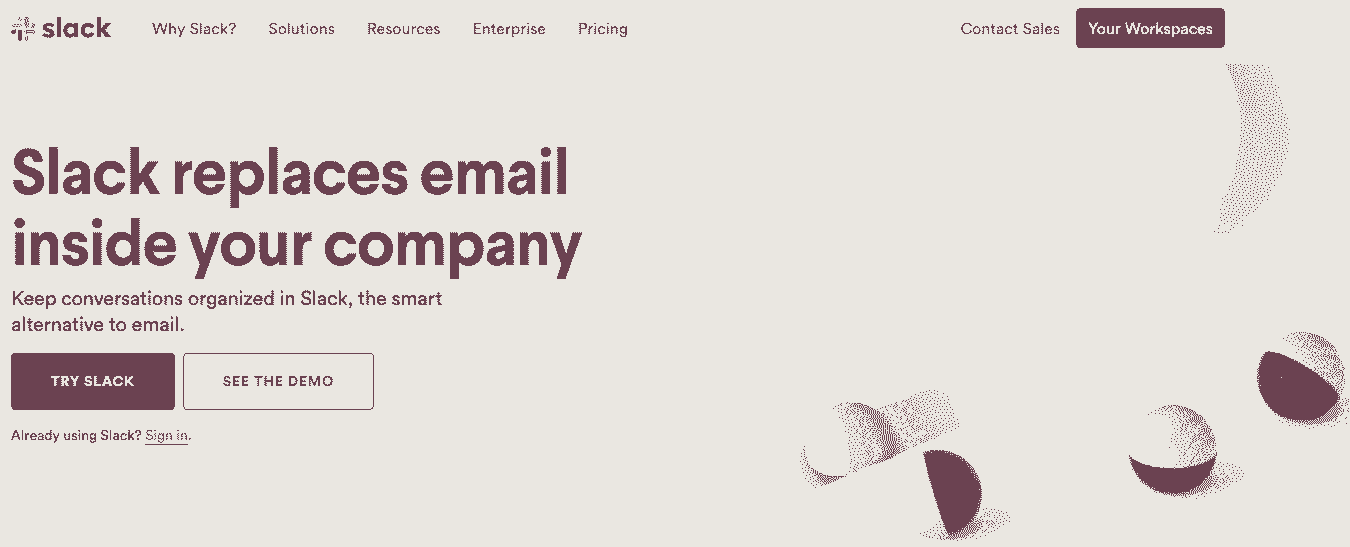 slack
Why Slack?
Solutions
Resources
Enterprise
Pricing
Contact Sales
Your Workspaces
Slack replaces email
inside your company
Keep conversations organized in Slack, the smart
alternative to email.
TRY SLACK
SEE THE DEMO
Already using Slack? Sign in.